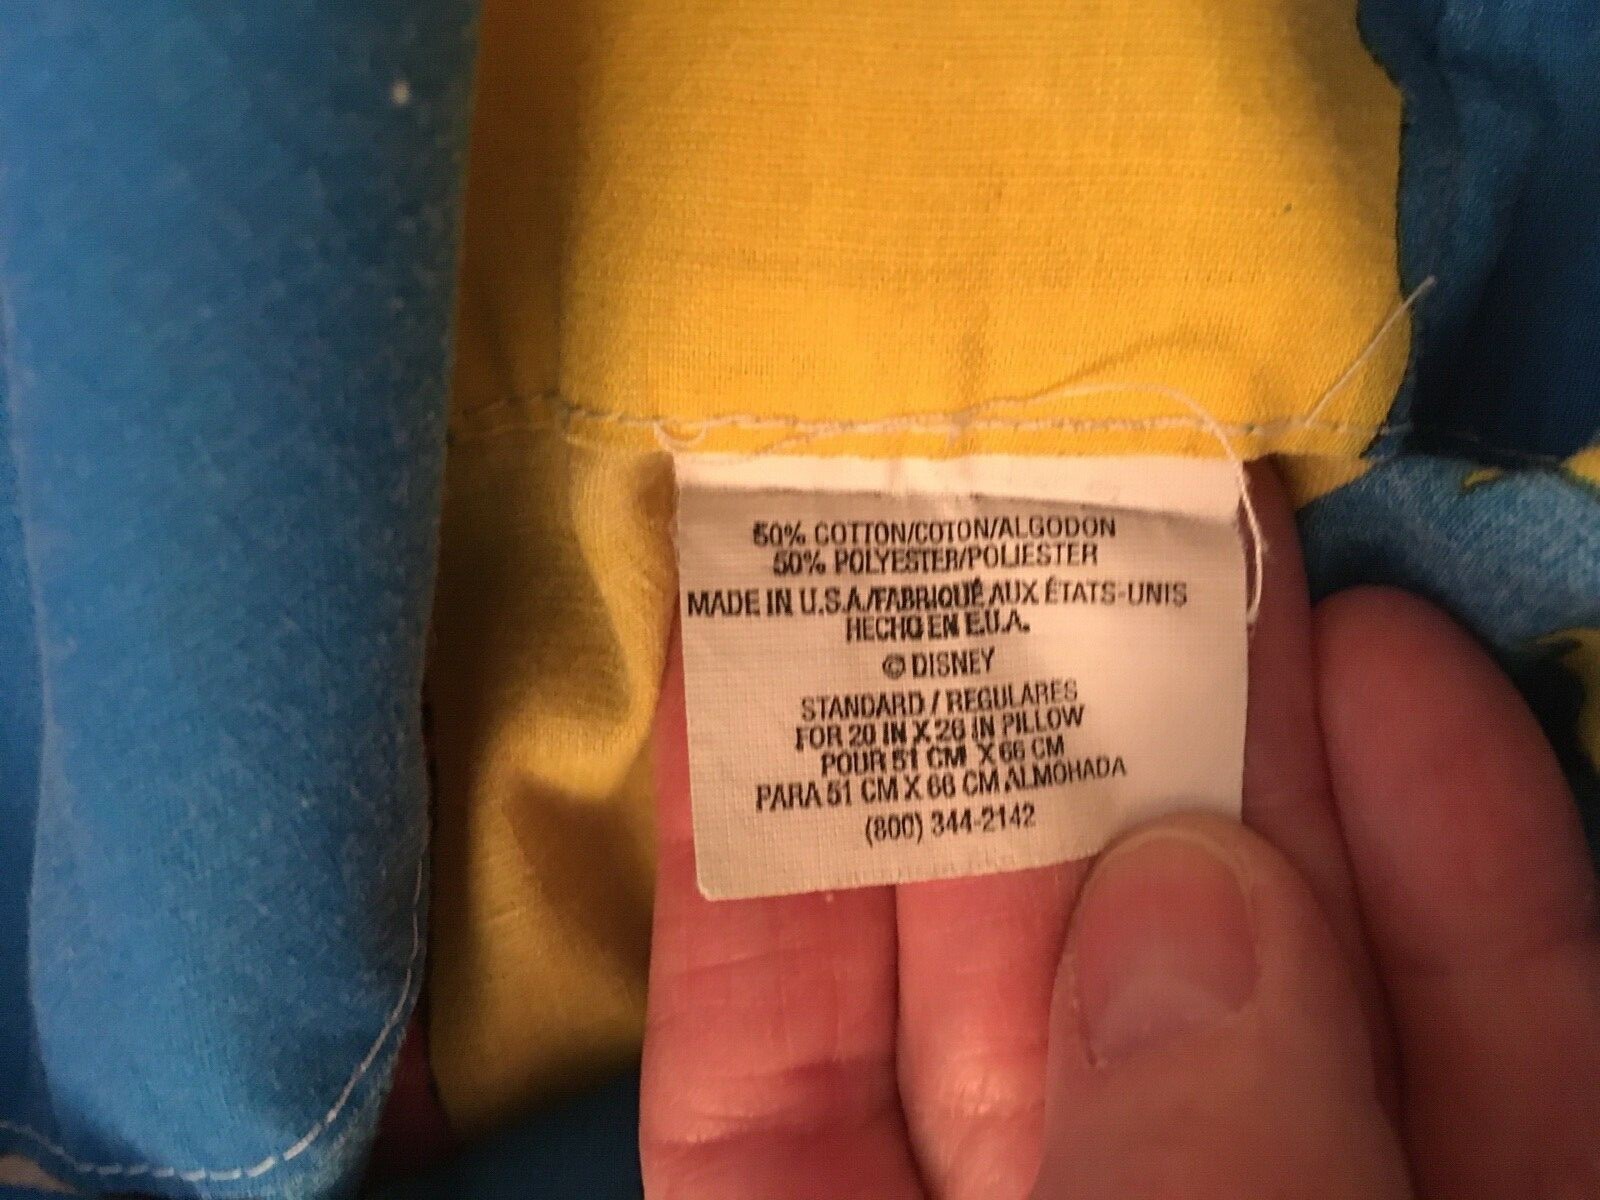 50% COTTON/COTON/ALGODON
50% POLYESTER/POLIESTER
MADE IN U.S.A./FABRIQUÉ AUX ÉTATS-UNIS
HECHO EN E.U.A.
© DISNEY
STANDARD / REGULARES
FOR 20 IN X 26 IN PILLOW
POUR 51 CM X 66 CM
PARA 51 CM X 66 CM ALMOHADA
(800) 344-2142